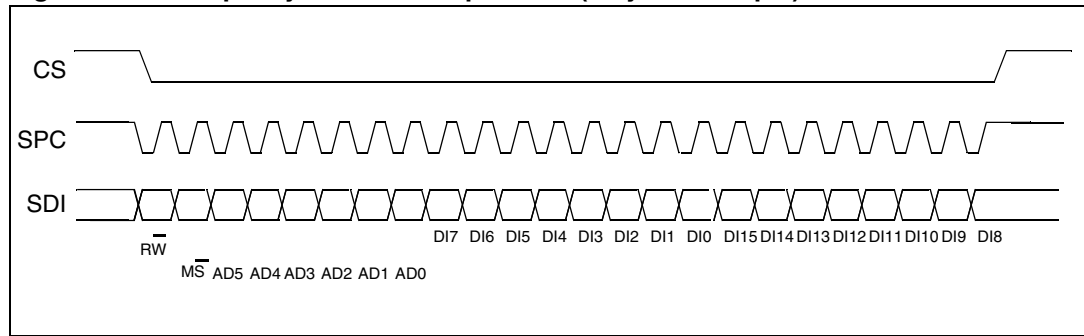 CS
SPC
SDI
DI7 DI6 DI5 DI4 DI3 DI2 DI1 DI0 DI15 DI14 DI13 DI12 DI11 DI10 DI9 DI8
RW
MS AD5 AD4 AD3 AD2 AD1 AD0